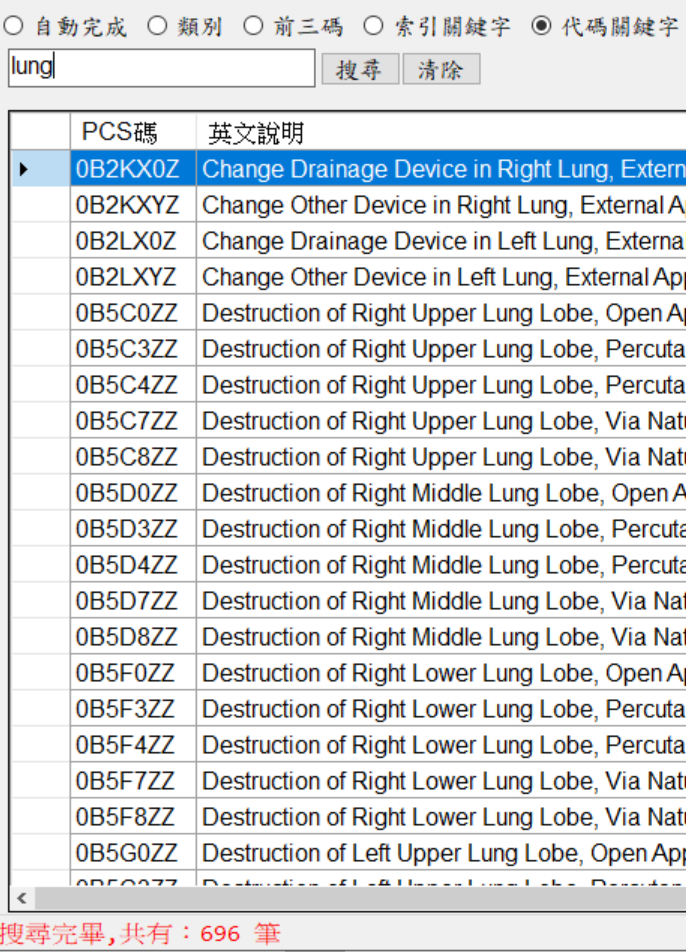 自動完成 類別 前三碼 索引關鍵字 代碼關鍵字
lung 搜尋 清除
PCS碼 英文說明
0B2KX0Z Change Drainage Device in Right Lung, Extern
0B2KXYZ Change Other Device in Right Lung, External A
0B2LX0Z Change Drainage Device in Left Lung, Externa
0B2LXYZ Change Other Device in Left Lung, External App
0B5C0ZZ Destruction of Right Upper Lung Lobe, Open Ap
0B5C3ZZ Destruction of Right Upper Lung Lobe, Percuta
0B5C4ZZ Destruction of Right Upper Lung Lobe, Percuta
0B5C7ZZ Destruction of Right Upper Lung Lobe, Via Natu
0B5C8ZZ Destruction of Right Upper Lung Lobe, Via Natu
0B5D0ZZ Destruction of Right Middle Lung Lobe, Open A
0B5D3ZZ Destruction of Right Middle Lung Lobe, Percuta
0B5D4ZZ Destruction of Right Middle Lung Lobe, Percuta
0B5D7ZZ Destruction of Right Middle Lung Lobe, Via Nat
0B5D8ZZ Destruction of Right Middle Lung Lobe, Via Nat
0B5F0ZZ Destruction of Right Lower Lung Lobe, Open Ap
0B5F3ZZ Destruction of Right Lower Lung Lobe, Percuta
0B5F4ZZ Destruction of Right Lower Lung Lobe, Percuta
0B5F7ZZ Destruction of Right Lower Lung Lobe, Via Natu
0B5F8ZZ Destruction of Right Lower Lung Lobe, Via Natu
0B5G0ZZ Destruction of Left Upper Lung Lobe, Open App
搜尋完畢,共有：696 筆